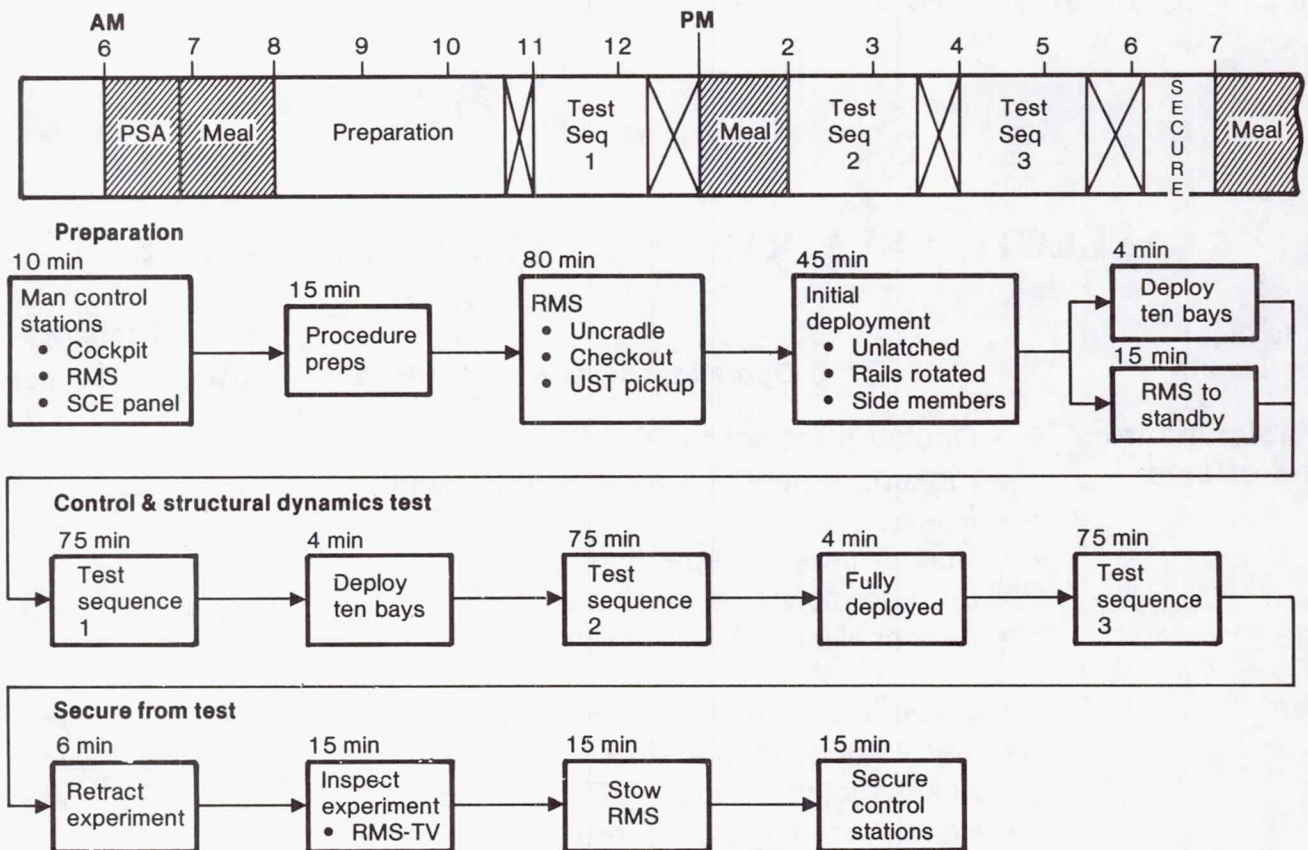 AM PM
6 7 8 9 10 11 12 2 3 4 5 6 7
PSA Meal Preparation Test Seq 1 Meal Test Seq 2 Test Seq 3 SECURE Meal
Preparation
10 min
Man control
stations
• Cockpit
• RMS
• SCE panel
15 min
Procedure
preps
80 min
RMS
• Uncradle
• Checkout
• UST pickup
45 min
Initial
deployment
• Unlatched
• Rails rotated
• Side members
4 min
Deploy
ten bays
15 min
RMS to
standby
Control & structural dynamics test
75 min
Test
sequence
1
4 min
Deploy
ten bays
75 min
Test
sequence
2
4 min
Fully
deployed
75 min
Test
sequence
3
Secure from test
6 min
Retract
experiment
15 min
Inspect
experiment
• RMS-TV
15 min
Stow
RMS
15 min
Secure
control
stations